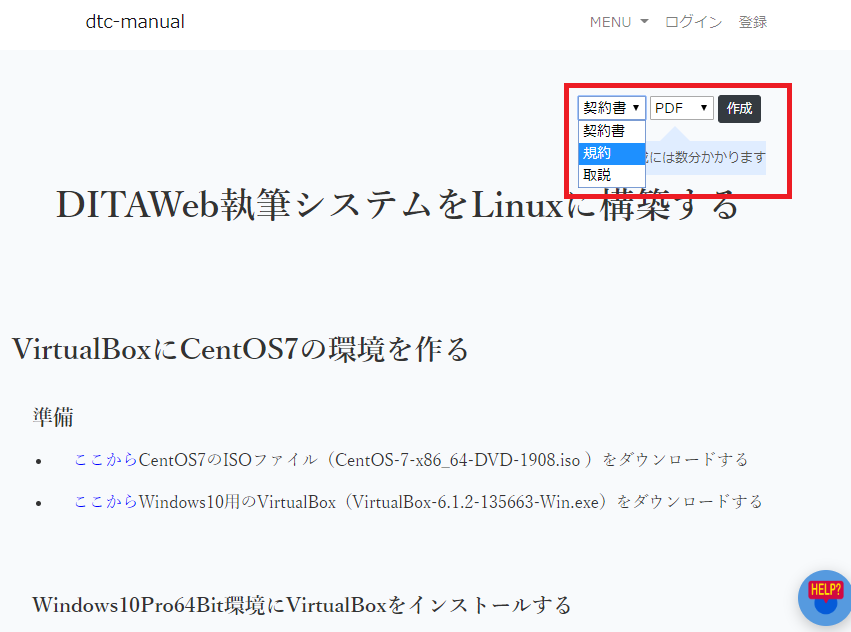 dtc-manual MENU ログイン 登録
契約書 PDF 作成
契約書
規約 には数分かかります
取説
DITAWeb執筆システムをLinuxに構築する
VirtualBoxにCentOS7の環境を作る
準備
• ここからCentOS7のISOファイル（CentOS-7-x86_64-DVD-1908.iso ）をダウンロードする
• ここからWindows10用のVirtualBox（VirtualBox-6.1.2-135663-Win.exe）をダウンロードする
HELP?
Windows10Pro64Bit環境にVirtualBoxをインストールする